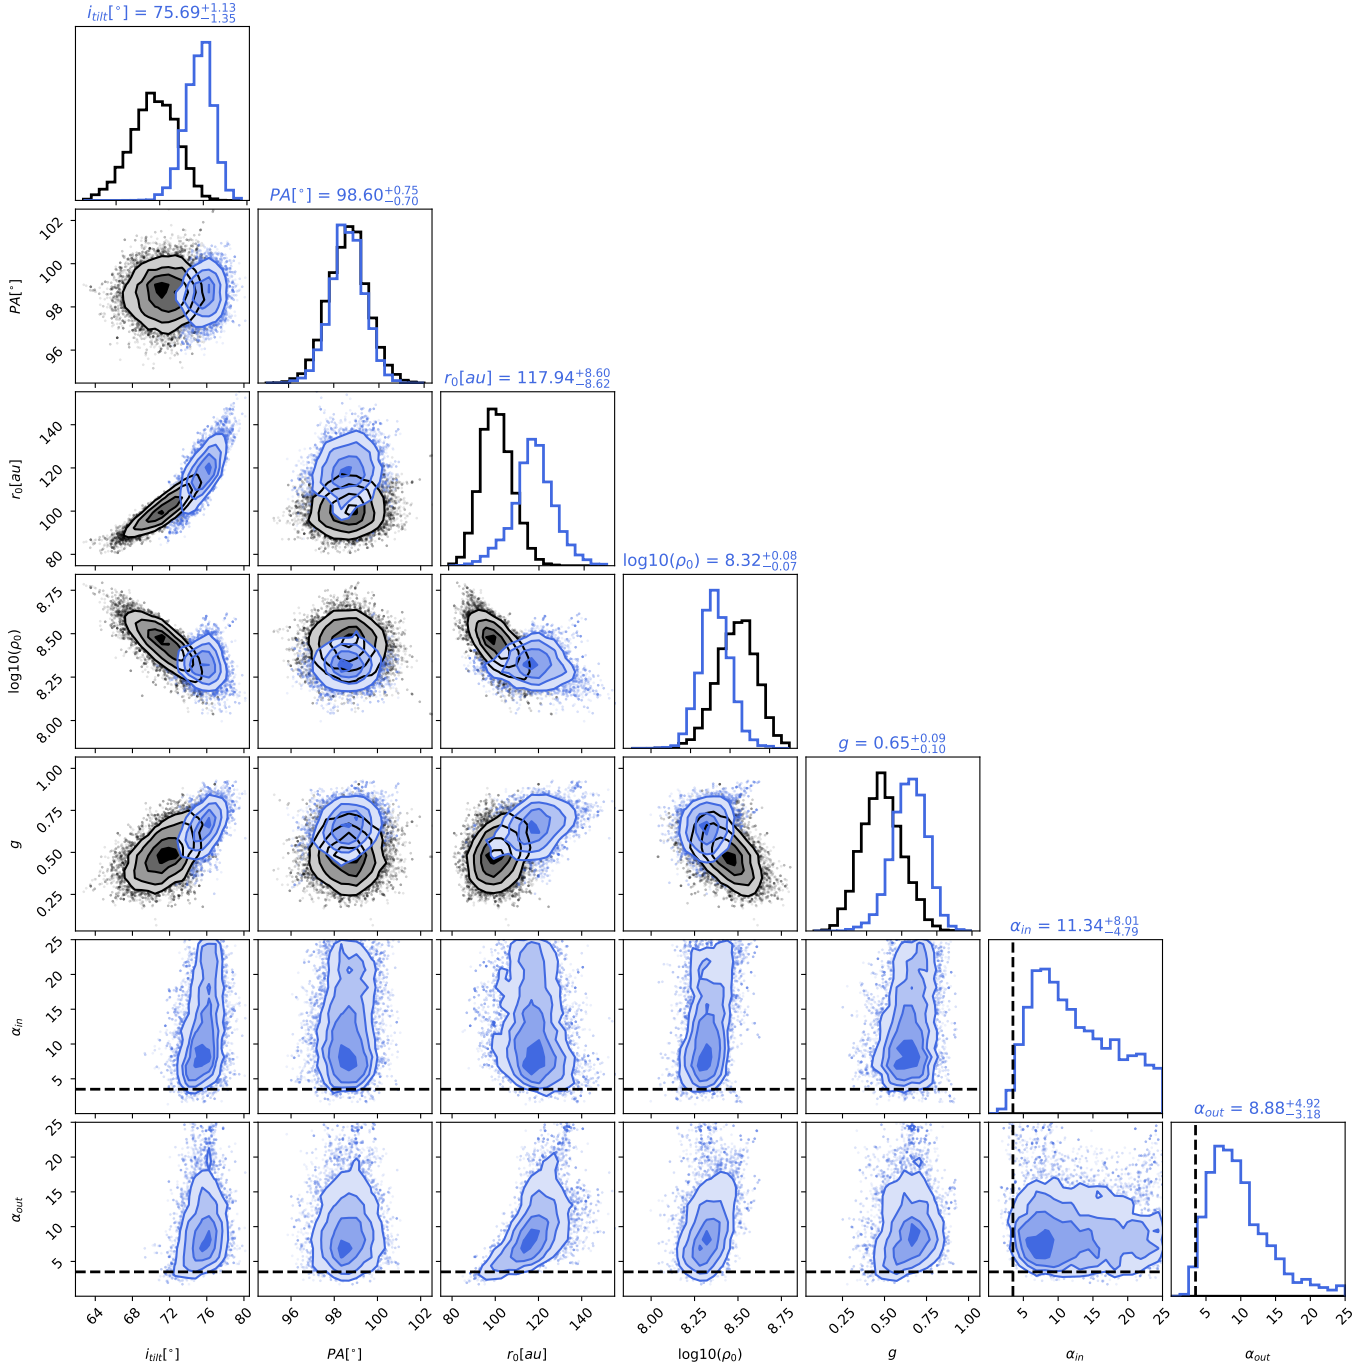 i_tilt[°] = 75.69^{+1.13}_{−1.35}
PA[°] = 98.60^{+0.75}_{−0.70}
102
100
98
96
PA[°]
r_0[au] = 117.94^{+8.60}_{−8.62}
140
120
100
80
r_0[au]
log10(ρ_0) = 8.32^{+0.08}_{−0.07}
8.75
8.50
8.25
8.00
log10(ρ_0)
g = 0.65^{+0.09}_{−0.10}
1.00
0.75
0.50
0.25
g
α_in = 11.34^{+8.01}_{−4.79}
25
20
15
10
5
α_in
α_out = 8.88^{+4.92}_{−3.18}
25
20
15
10
5
α_out
64 68 72 76 80 96 98 100 102 80 100 120 140 8.00 8.25 8.50 8.75 0.25 0.50 0.75 1.00 5 10 15 20 25 5 10 15 20 25
i_tilt[°] PA[°] r_0[au] log10(ρ_0) g α_in α_out